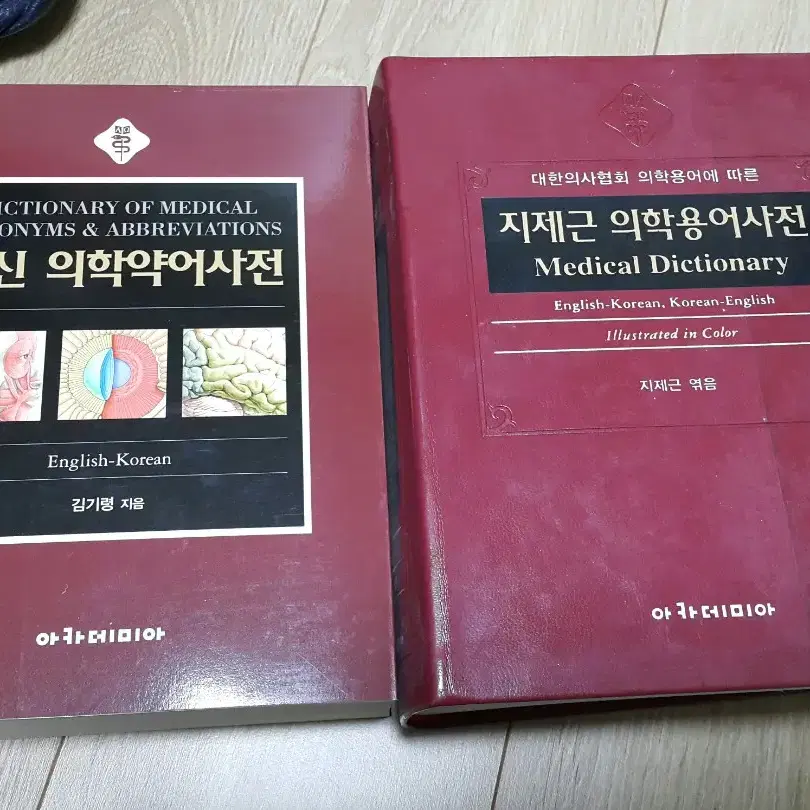 DICTIONARY OF MEDICAL
& ABBREVIATIONS
의학약어사전
English-Korean
김기령 지음
아카데미아
대한의사협회 의학용어에 따른
지제근 의학용어사전
Medical Dictionary
English-Korean, Korean-English
Illustrated in Color
지제근 엮음
아카데미아